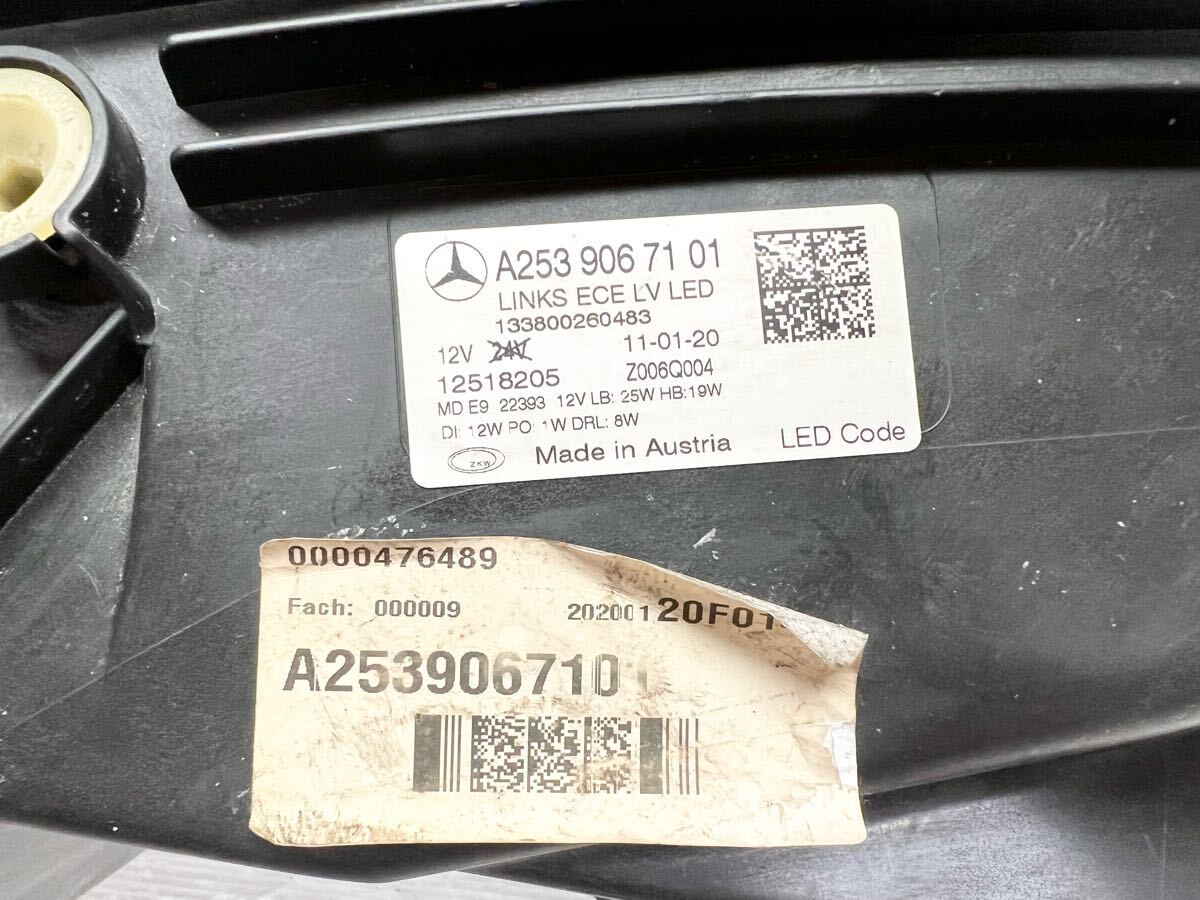 A253 906 71 01
LINKS ECE LV LED
133800260483
12V 24V 11-01-20
12518205 Z006Q004
MD E9 22393 12V LB: 25W HB:19W
DI: 12W PO: 1W DRL: 8W
ZKW Made in Austria LED Code
0000476489
Fach: 000009 202001 20F01
A2539067101